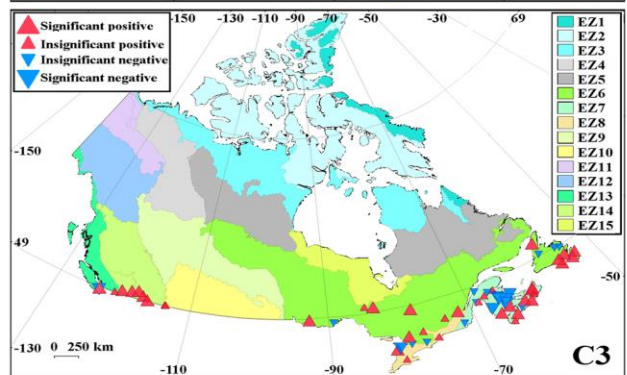 -150 -130 -110 -90 -70 -50 -30 69
Significant positive
Insignificant positive
Insignificant negative
Significant negative
EZ1
EZ2
EZ3
EZ4
EZ5
EZ6
EZ7
EZ8
EZ9
EZ10
EZ11
EZ12
EZ13
EZ14
EZ15
-150
49
-50
0 250 km
-130
-110
-90
-70
C3